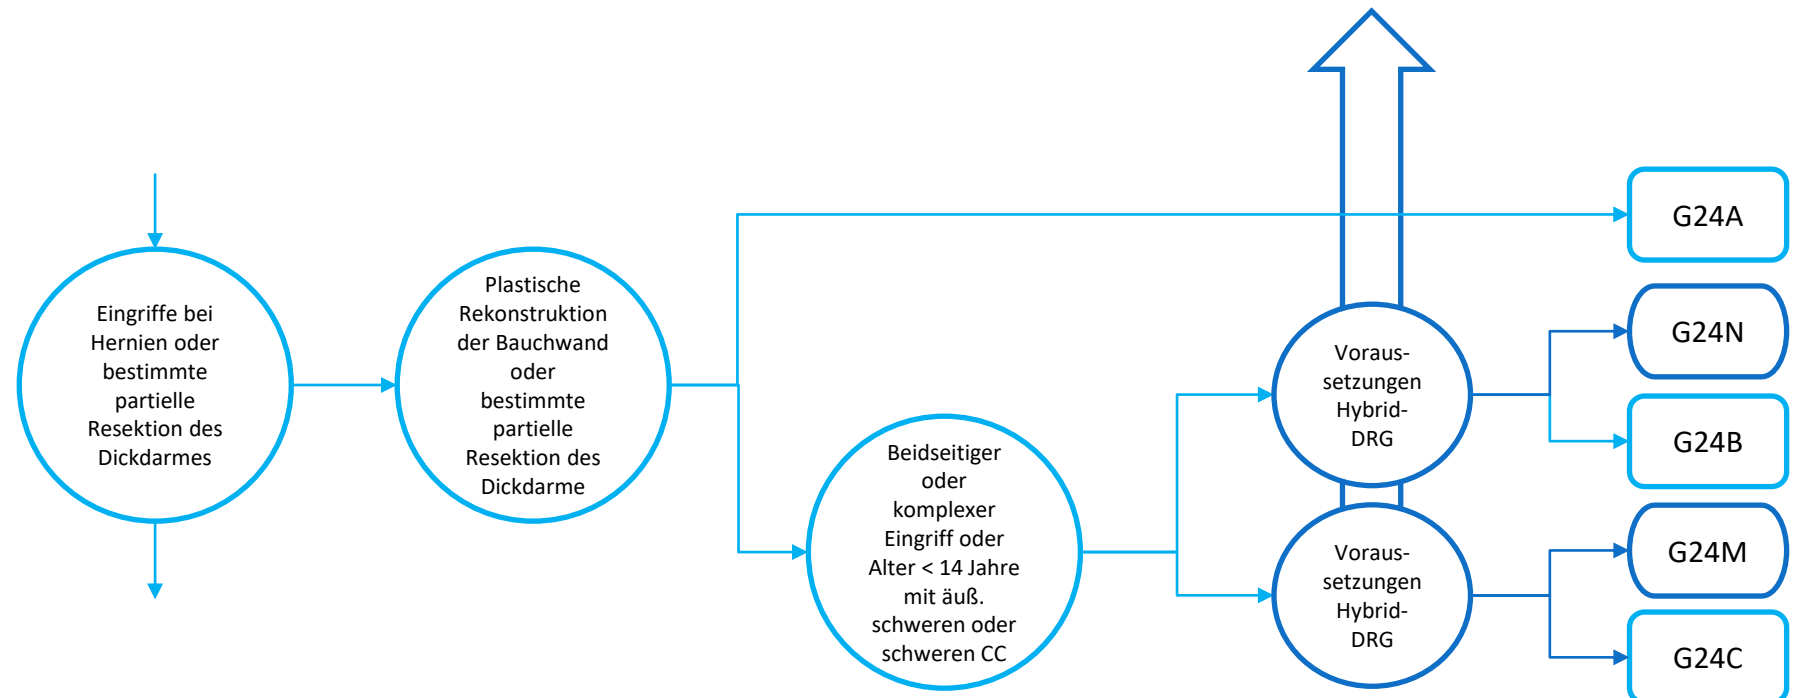 Eingriffe bei
Hernien oder
bestimmte
partielle
Resektion des
Dickdarmes
Plastische
Rekonstruktion
der Bauchwand
oder
bestimmte
partielle
Resektion des
Dickdarme
Beidseitiger
oder
komplexer
Eingriff oder
Alter < 14 Jahre
mit äuß.
schweren oder
schweren CC
Voraus-
setzungen
Hybrid-
DRG
Voraus-
setzungen
Hybrid-
DRG
G24A
G24N
G24B
G24M
G24C